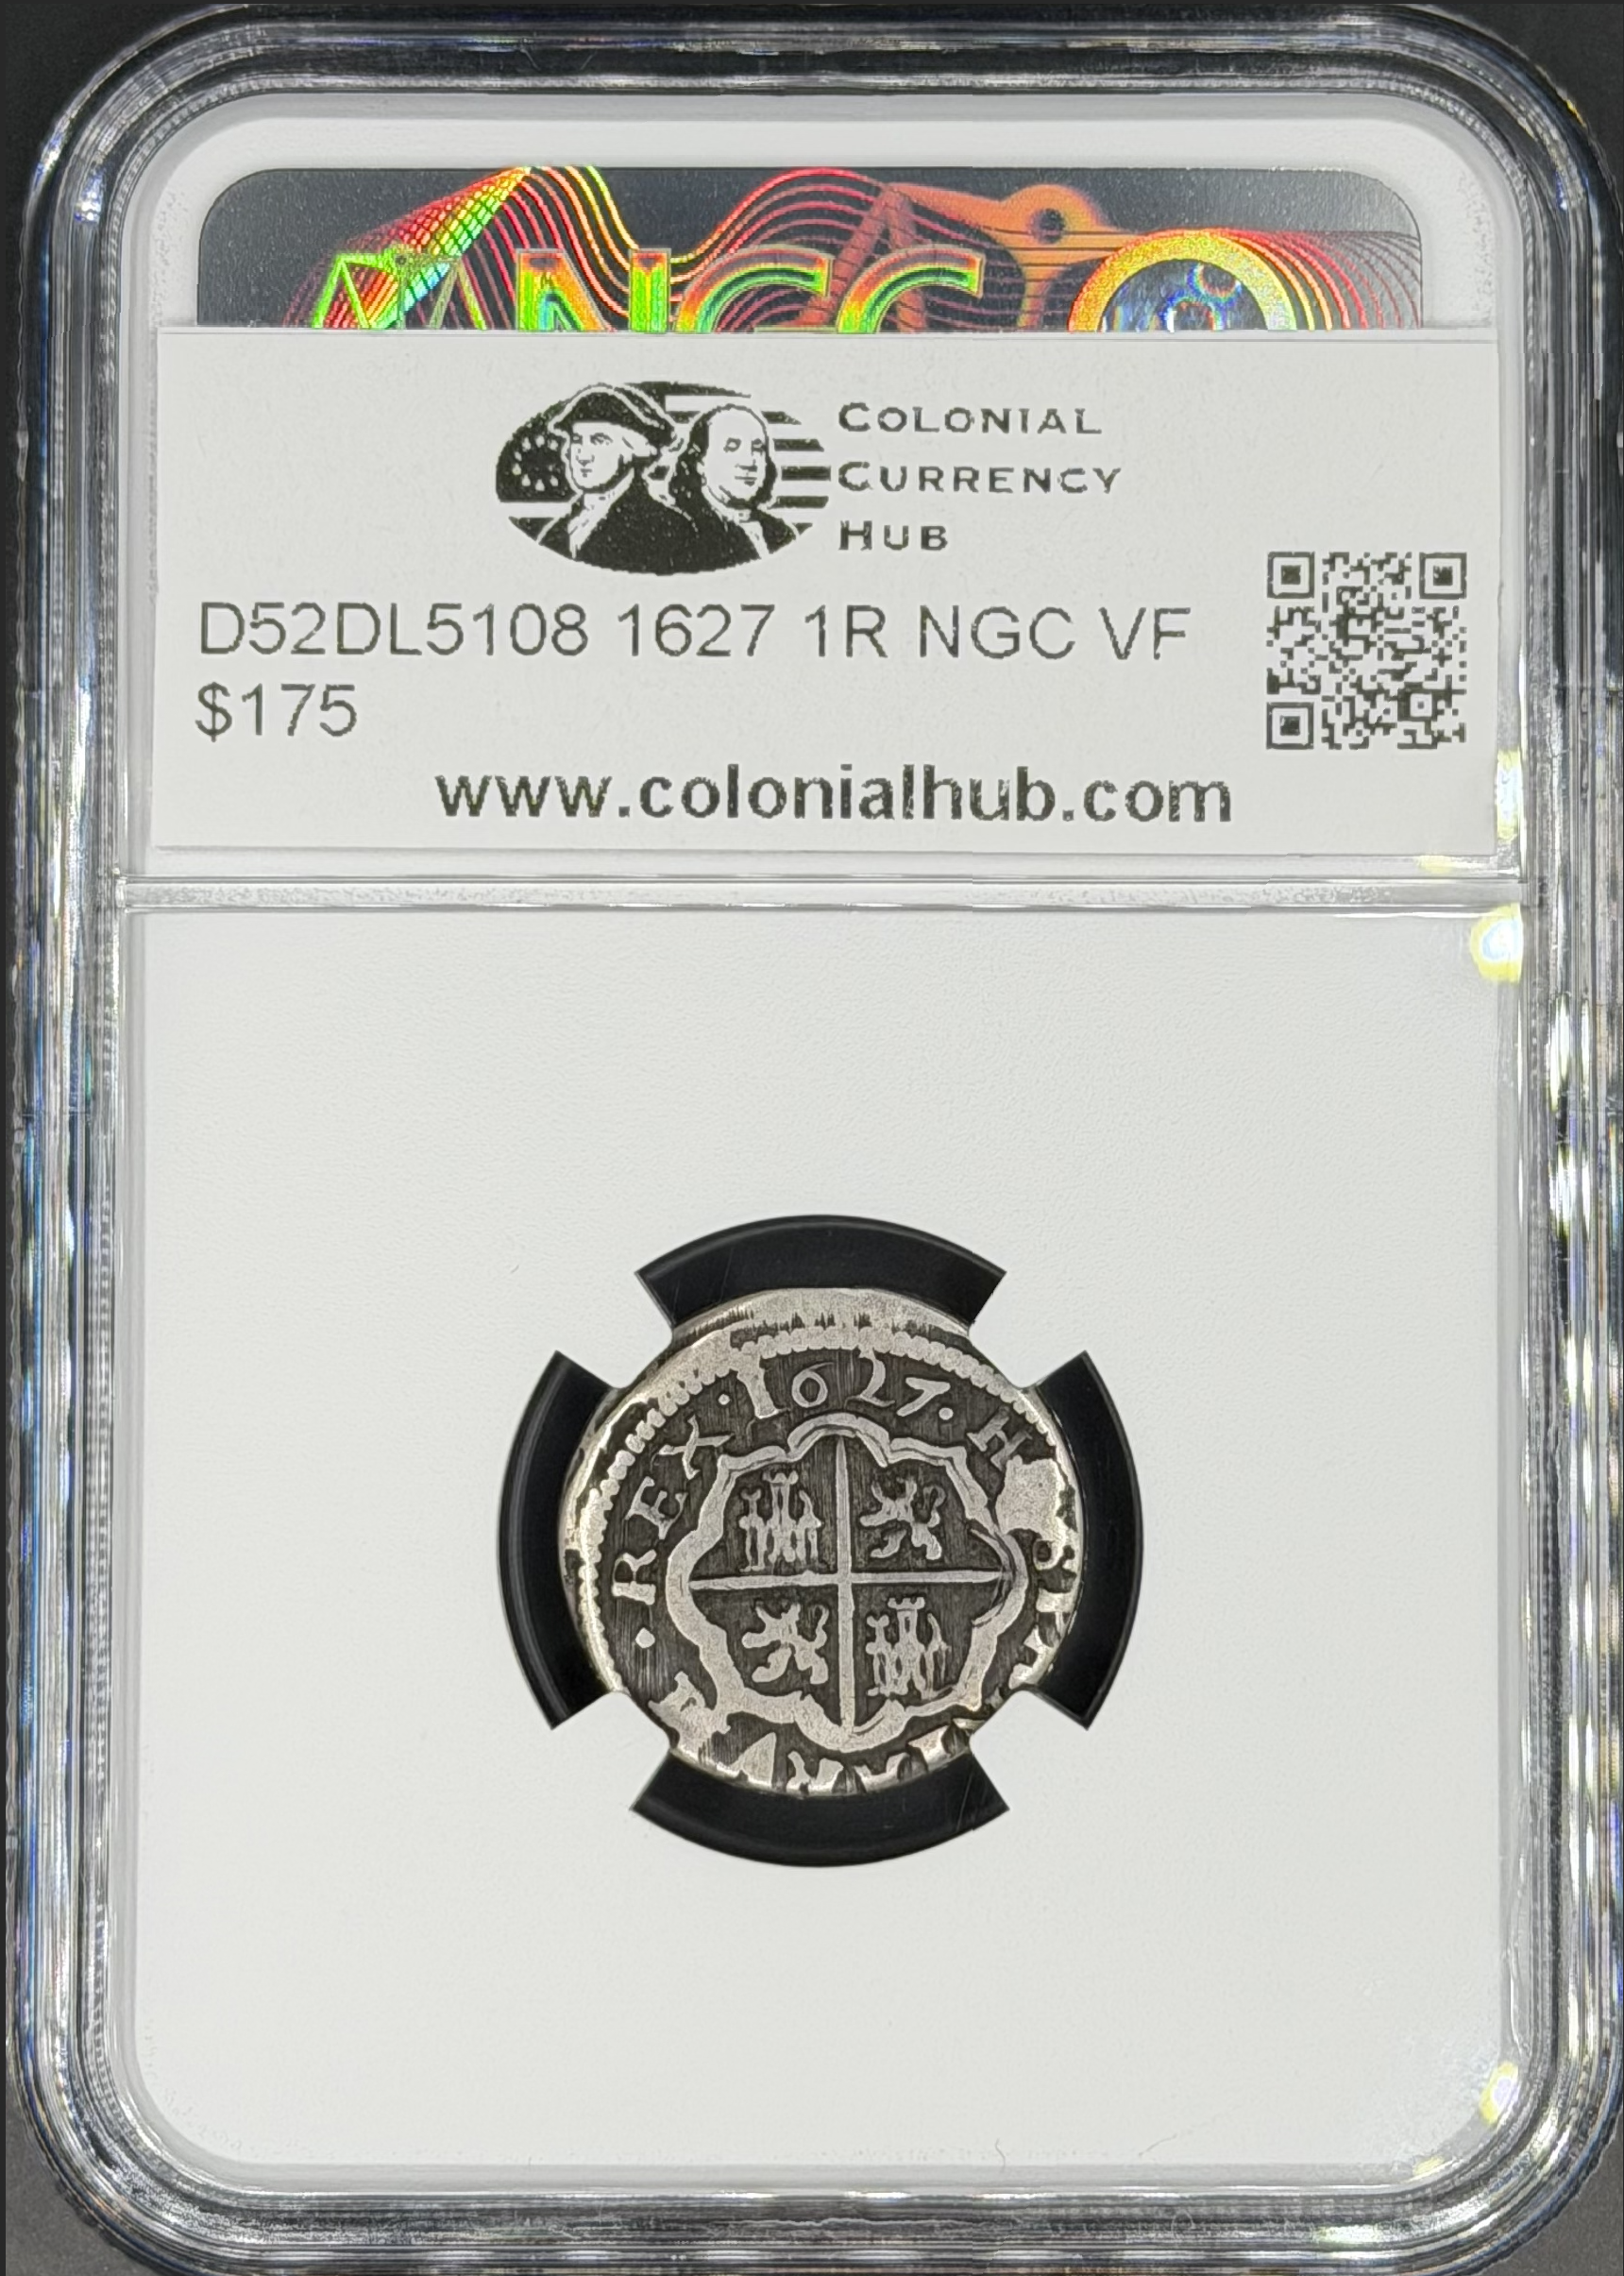 NGC
COLONIAL
CURRENCY
HUB
D52DL5108 1627 1R NGC VF
$175
www.colonialhub.com
· REX · 1627 · H